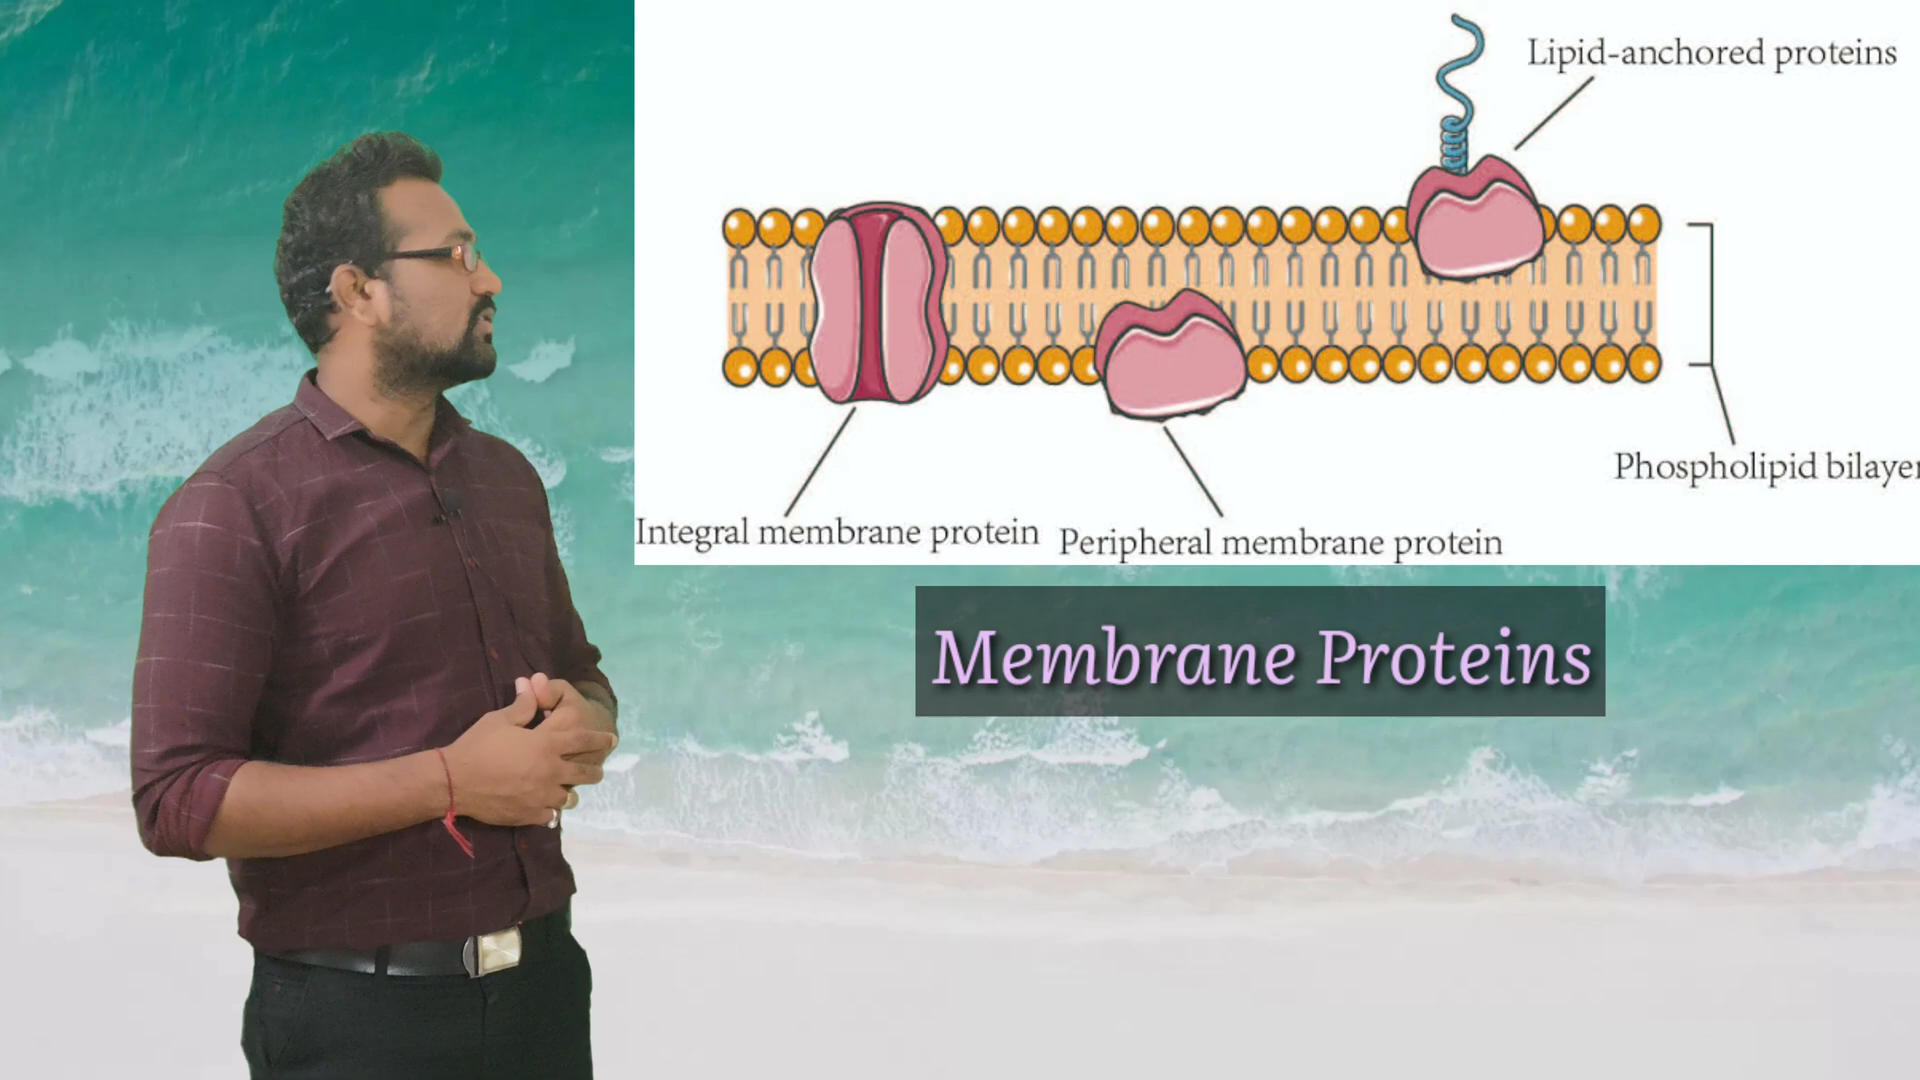 Lipid-anchored proteins
Phospholipid bilayer
Integral membrane protein
Peripheral membrane protein
Membrane Proteins